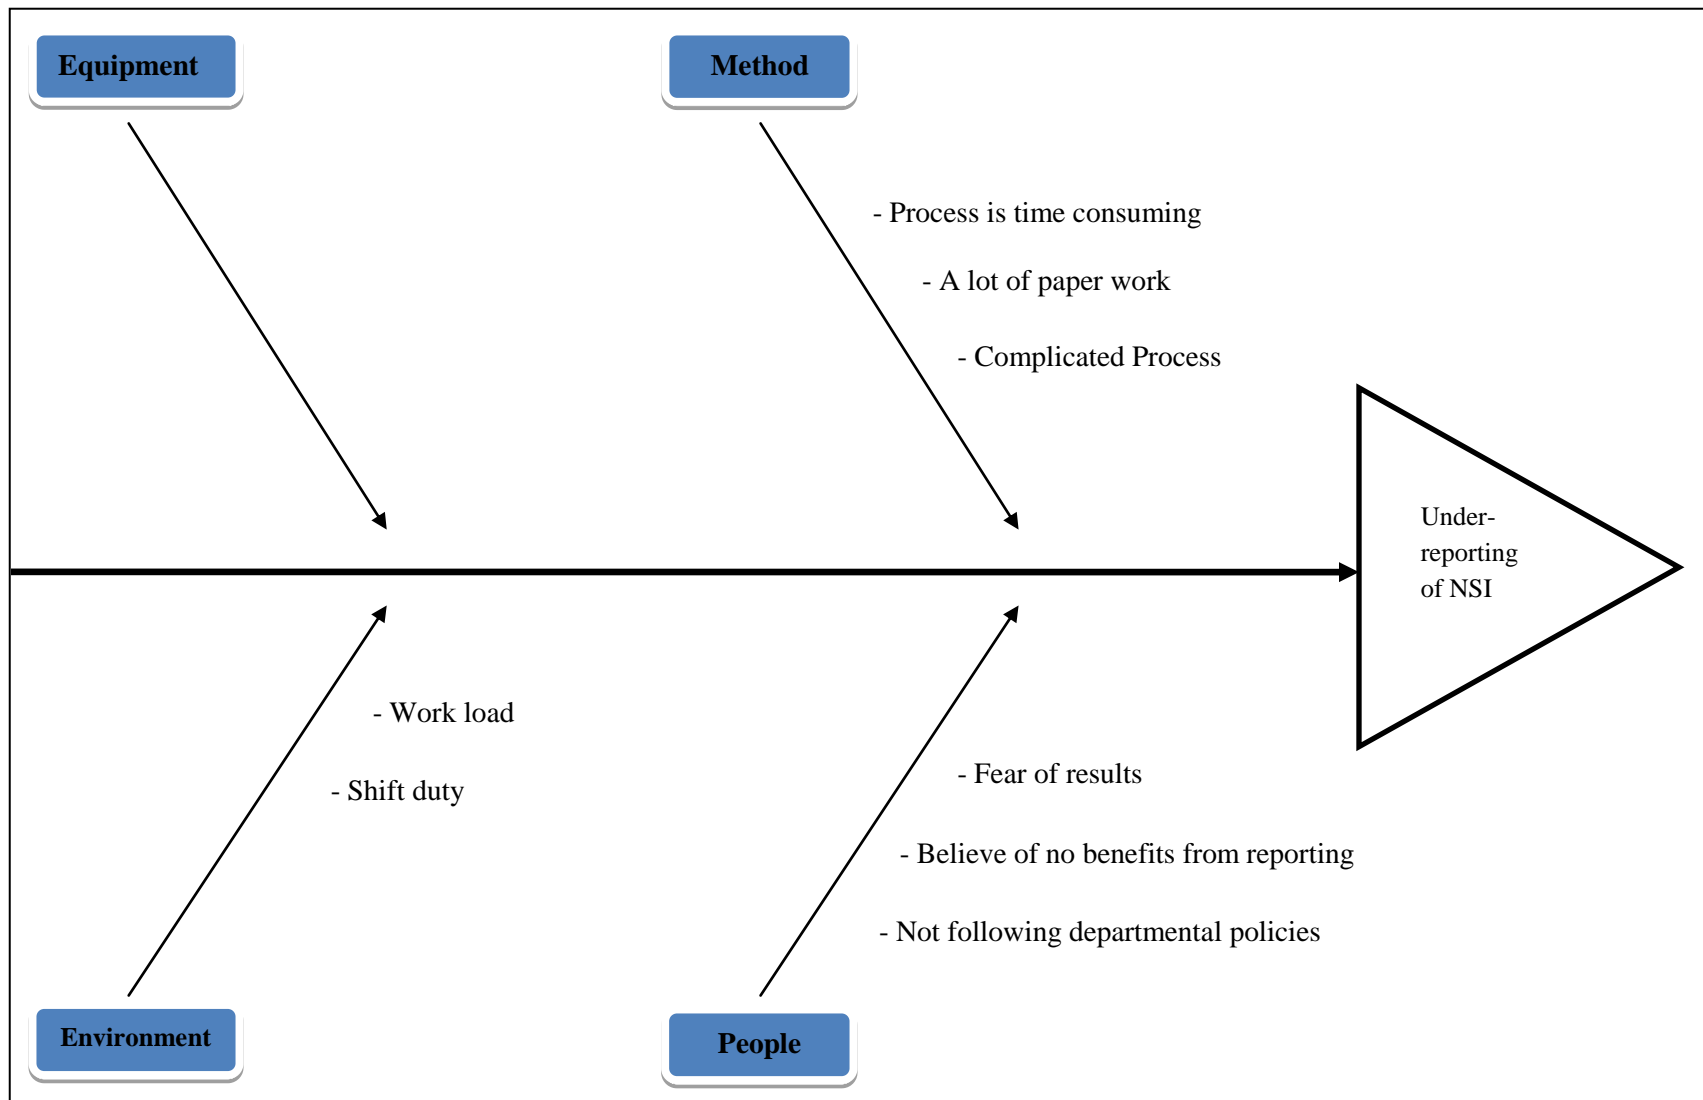 Equipment
Method
- Process is time consuming
- A lot of paper work
- Complicated Process
Under-
reporting
of NSI
- Work load
- Shift duty
- Fear of results
- Believe of no benefits from reporting
- Not following departmental policies
Environment
People